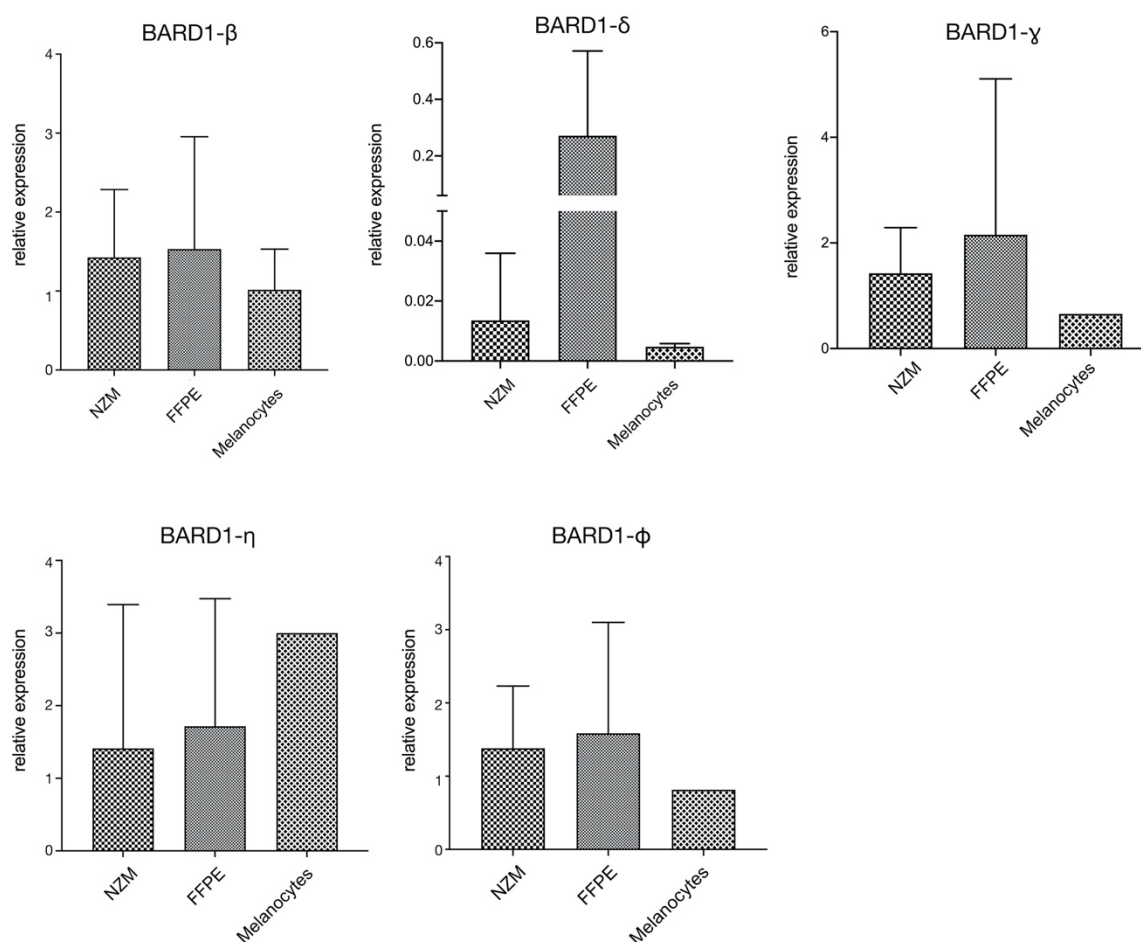 BARD1-β
relative expression
4
3
2
1
0
NZM
FFPE
Melanocytes
BARD1-δ
relative expression
0.6
0.4
0.2
0.04
0.02
0.00
NZM
FFPE
Melanocytes
BARD1-ɣ
relative expression
6
4
2
0
NZM
FFPE
Melanocytes
BARD1-η
relative expression
4
3
2
1
0
NZM
FFPE
Melanocytes
BARD1-ϕ
relative expression
4
3
2
1
0
NZM
FFPE
Melanocytes